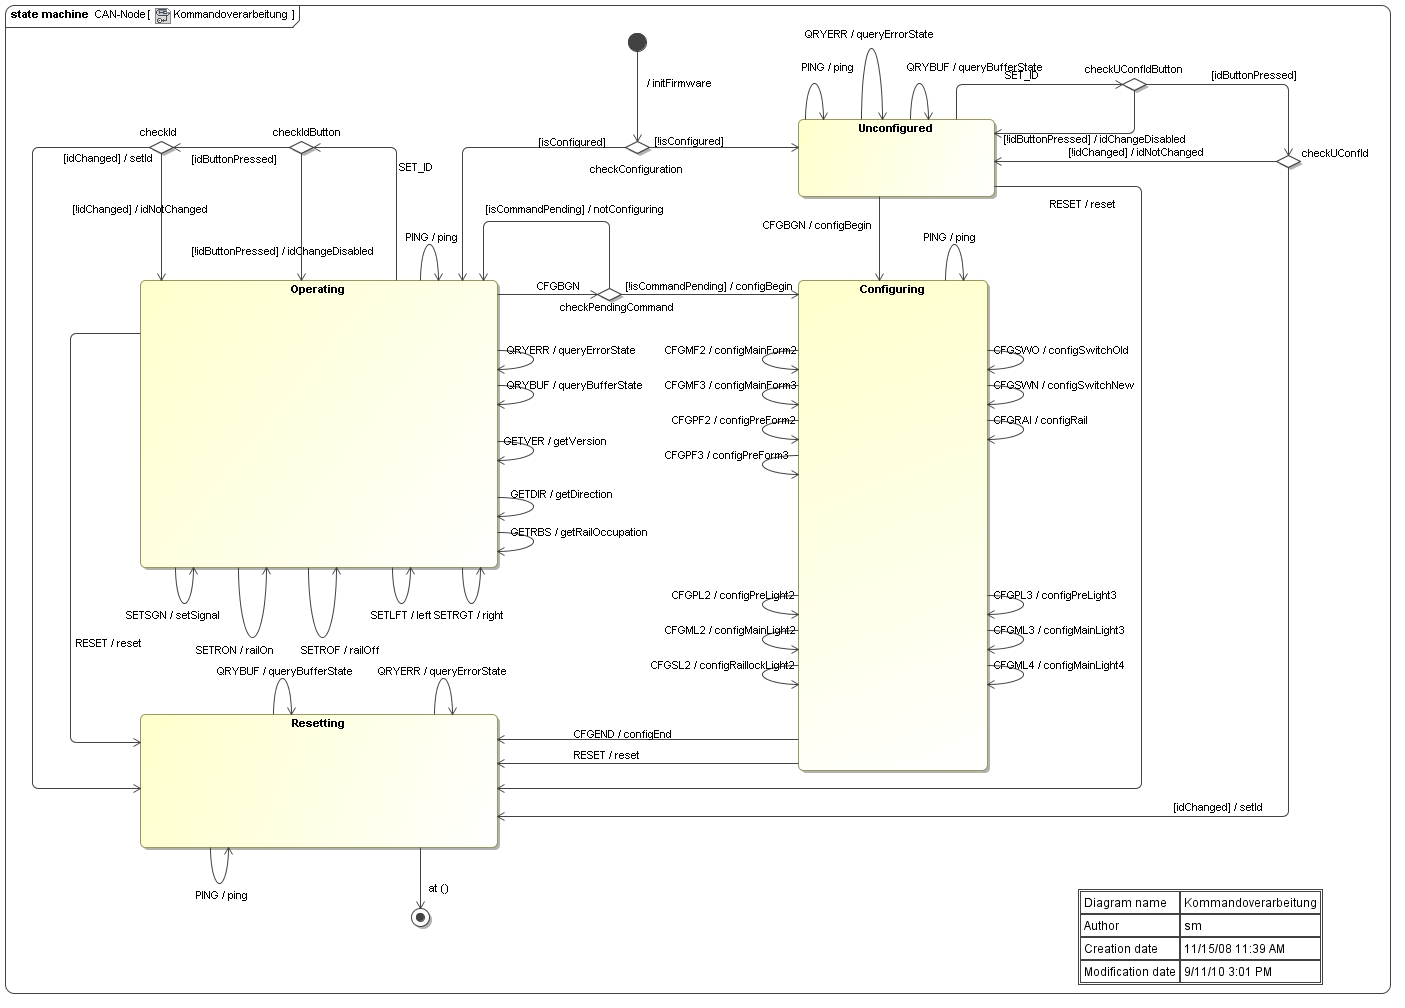 state machine CAN-Node [ Kommandoverarbeitung ]
QRYERR / queryErrorState
PING / ping
QRYBUF / queryBufferState
SET_ID
checkUConfIdButton
[idButtonPressed]
/ initFirmware
Unconfigured
checkId
checkIdButton
[isConfigured]
[!isConfigured]
[!idButtonPressed] / idChangeDisabled
[!idChanged] / idNotChanged
checkUConfId
[idChanged] / setId
[idButtonPressed]
SET_ID
checkConfiguration
RESET / reset
[!idChanged] / idNotChanged
[isCommandPending] / notConfiguring
CFGBGN / configBegin
PING / ping
PING / ping
[!idButtonPressed] / idChangeDisabled
Operating
CFGBGN
[!isCommandPending] / configBegin
Configuring
checkPendingCommand
QRYERR / queryErrorState
CFGMF2 / configMainForm2
CFGSWO / configSwitchOld
QRYBUF / queryBufferState
CFGMF3 / configMainForm3
CFGSWN / configSwitchNew
CFGPF2 / configPreForm2
CFGRAI / configRail
GETVER / getVersion
CFGPF3 / configPreForm3
GETDIR / getDirection
GETRBS / getRailOccupation
CFGPL2 / configPreLight2
CFGPL3 / configPreLight3
SETSGN / setSignal
SETLFT / left
SETRGT / right
CFGML2 / configMainLight2
CFGML3 / configMainLight3
RESET / reset
SETRON / railOn
SETROF / railOff
CFGSL2 / configRaillockLight2
CFGML4 / configMainLight4
QRYBUF / queryBufferState
QRYERR / queryErrorState
Resetting
CFGEND / configEnd
RESET / reset
[idChanged] / setId
PING / ping
at ()
Diagram name Kommandoverarbeitung
Author sm
Creation date 11/15/08 11:39 AM
Modification date 9/11/10 3:01 PM